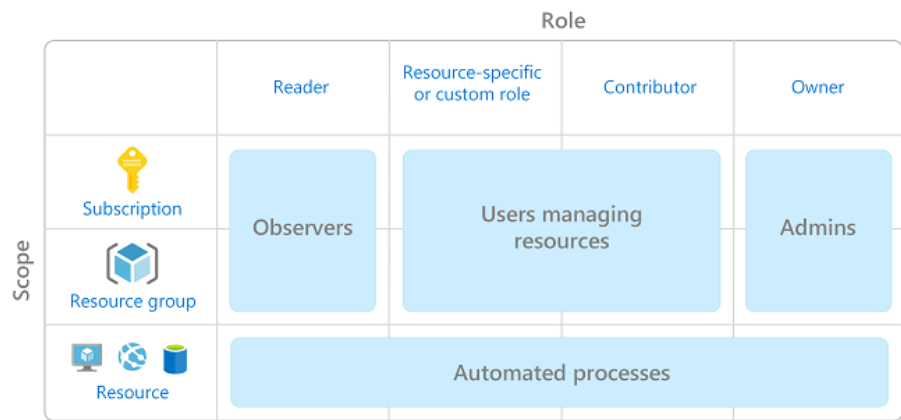 Role
Reader
Resource-specific
or custom role
Contributor
Owner
Scope
Subscription
Observers
Users managing
resources
Admins
Resource group
Resource
Automated processes